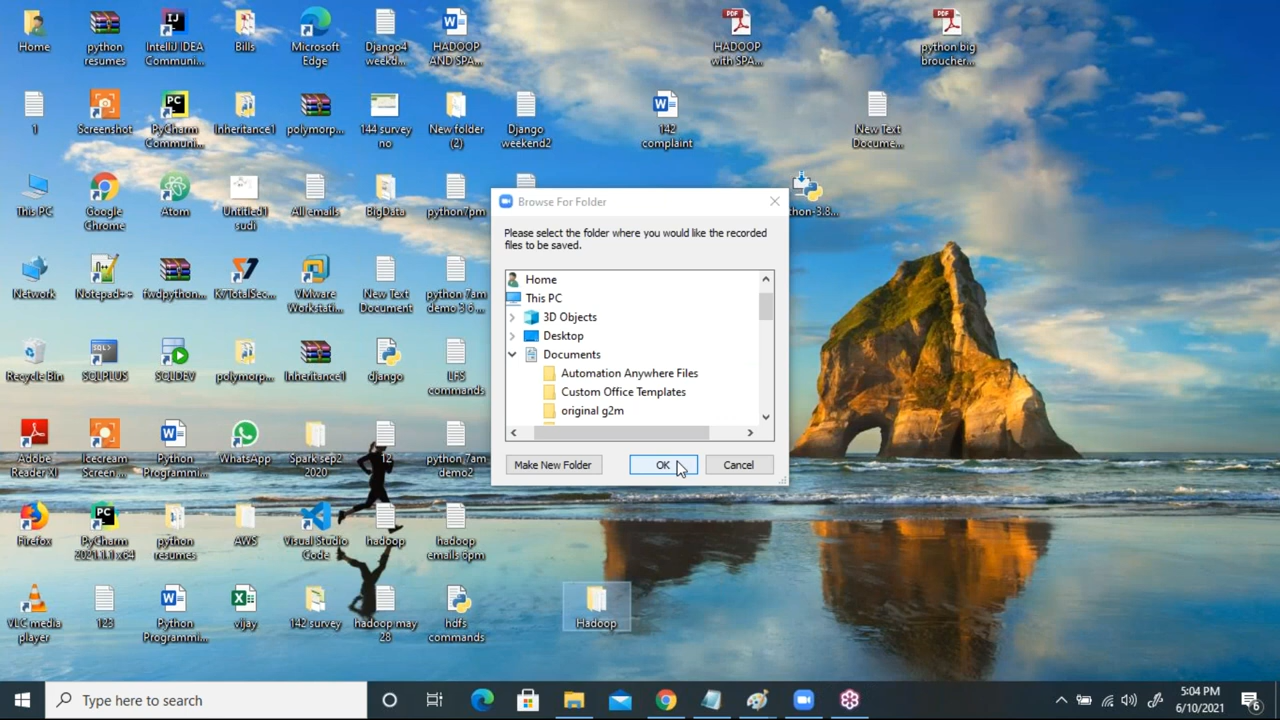 Home
python
resumes
IntelliJ IDEA
Communi...
Bills
Microsoft
Edge
Django4
weekd...
HADOOP
AND SPA...
HADOOP
with SPA...
python big
broucher...
1
Screenshot
PyCharm
Communi...
Inheritance1
polymorp...
144 survey
no
New folder
(2)
Django
weekend2
142
complaint
New Text
Docume...
This PC
Google
Chrome
Atom
Untitled1
sudi
All emails
BigData
python7pm
thon-3.8...
Network
Notepad++
fwdpython...
K7TotalSec...
VMware
Workstati...
New Text
Document
python 7am
demo 3 6 ...
Recycle Bin
SQLPLUS
SQLDEV
polymorp...
Inheritance1
django
LFS
commands
Adobe
Reader XI
Icecream
Screen ...
Python
Programmi...
WhatsApp
Spark sep2
2020
12
python 7am
demo2
Firefox
PyCharm
2021.1.1 x64
python
resumes
AWS
Visual Studio
Code
hadoop
hadoop
emails 6pm
VLC media
player
123
Python
Programmi...
vijay
142 survey
hadoop may
28
hdfs
commands
Hadoop
Browse For Folder
Please select the folder where you would like the recorded
files to be saved.
Home
This PC
3D Objects
Desktop
Documents
Automation Anywhere Files
Custom Office Templates
original g2m
Make New Folder
OK
Cancel
Type here to search
5:04 PM
6/10/2021
6